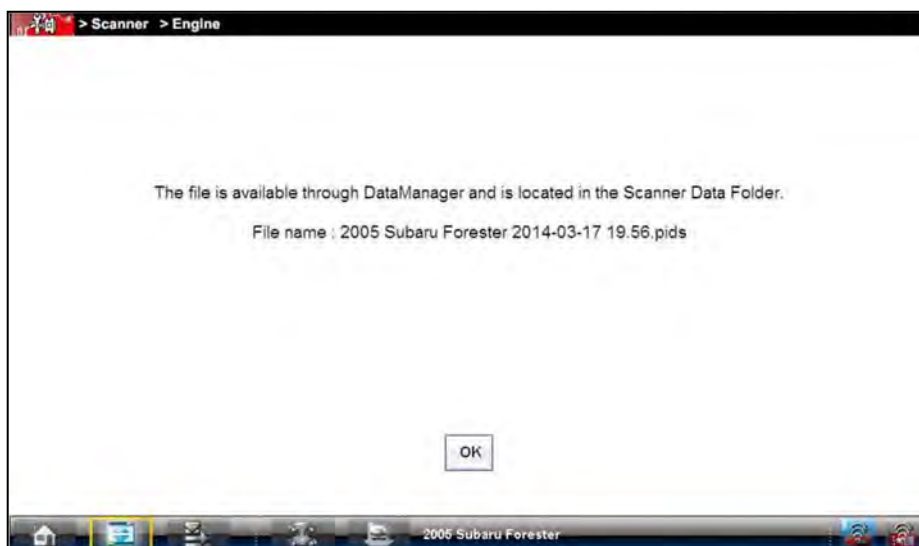 > Scanner > Engine
The file is available through DataManager and is located in the Scanner Data Folder.
File name : 2005 Subaru Forester 2014-03-17 19.56.pids
OK
2005 Subaru Forester